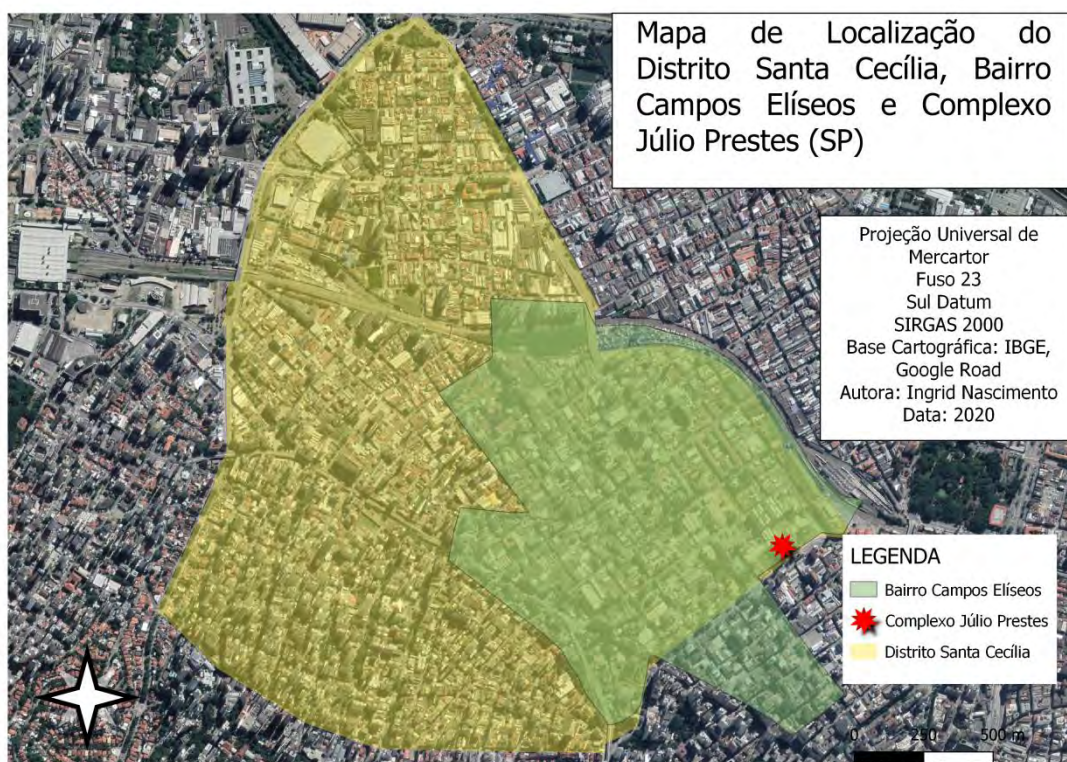 Mapa de Localização do
Distrito Santa Cecília, Bairro
Campos Elíseos e Complexo
Júlio Prestes (SP)
Projeção Universal de
Mercartor
Fuso 23
Sul Datum
SIRGAS 2000
Base Cartográfica: IBGE,
Google Road
Autora: Ingrid Nascimento
Data: 2020
LEGENDA
Bairro Campos Elíseos
Complexo Júlio Prestes
Distrito Santa Cecília
0 250 500 m